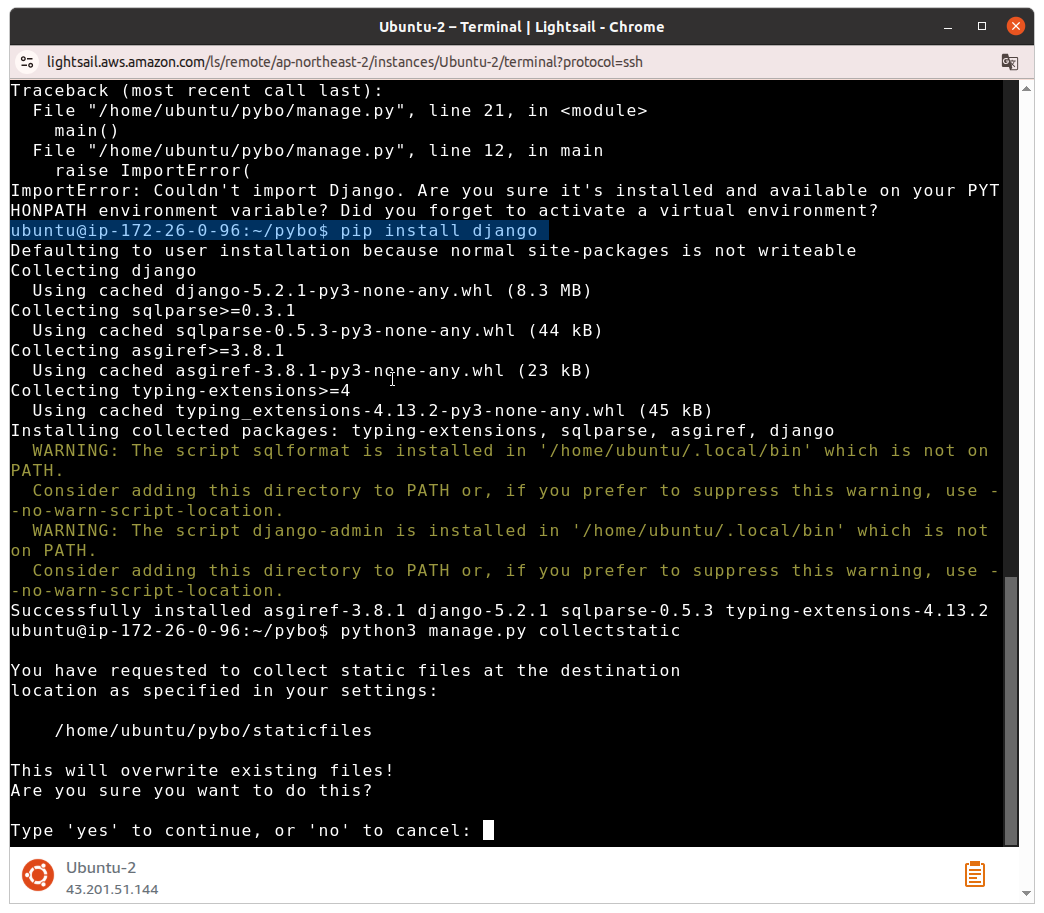 Ubuntu-2 – Terminal | Lightsail - Chrome
lightsail.aws.amazon.com/ls/remote/ap-northeast-2/instances/Ubuntu-2/terminal?protocol=ssh
Traceback (most recent call last):
  File "/home/ubuntu/pybo/manage.py", line 21, in <module>
    main()
  File "/home/ubuntu/pybo/manage.py", line 12, in main
    raise ImportError(
ImportError: Couldn't import Django. Are you sure it's installed and available on your PYT
HONPATH environment variable? Did you forget to activate a virtual environment?
ubuntu@ip-172-26-0-96:~/pybo$ pip install django
Defaulting to user installation because normal site-packages is not writeable
Collecting django
  Using cached django-5.2.1-py3-none-any.whl (8.3 MB)
Collecting sqlparse>=0.3.1
  Using cached sqlparse-0.5.3-py3-none-any.whl (44 kB)
Collecting asgiref>=3.8.1
  Using cached asgiref-3.8.1-py3-none-any.whl (23 kB)
Collecting typing-extensions>=4
  Using cached typing_extensions-4.13.2-py3-none-any.whl (45 kB)
Installing collected packages: typing-extensions, sqlparse, asgiref, django
  WARNING: The script sqlformat is installed in '/home/ubuntu/.local/bin' which is not on
PATH.
  Consider adding this directory to PATH or, if you prefer to suppress this warning, use -
-no-warn-script-location.
  WARNING: The script django-admin is installed in '/home/ubuntu/.local/bin' which is not
on PATH.
  Consider adding this directory to PATH or, if you prefer to suppress this warning, use -
-no-warn-script-location.
Successfully installed asgiref-3.8.1 django-5.2.1 sqlparse-0.5.3 typing-extensions-4.13.2
ubuntu@ip-172-26-0-96:~/pybo$ python3 manage.py collectstatic
You have requested to collect static files at the destination
location as specified in your settings:
    /home/ubuntu/pybo/staticfiles
This will overwrite existing files!
Are you sure you want to do this?
Type 'yes' to continue, or 'no' to cancel:
Ubuntu-2
43.201.51.144